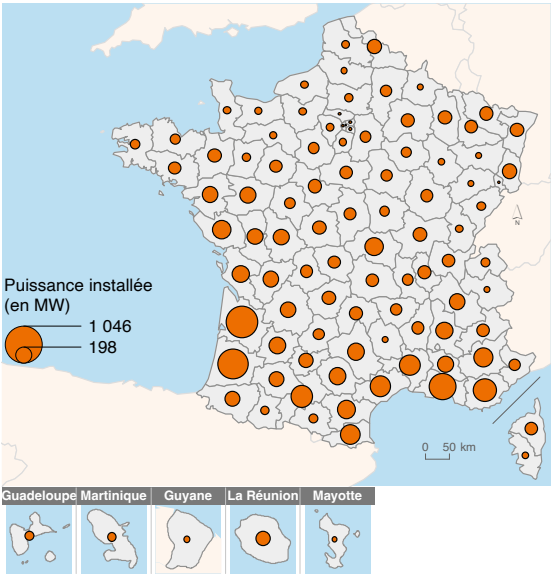 Puissance installée
(en MW)
1 046
198
N
0 50 km
Guadeloupe Martinique Guyane La Réunion Mayotte